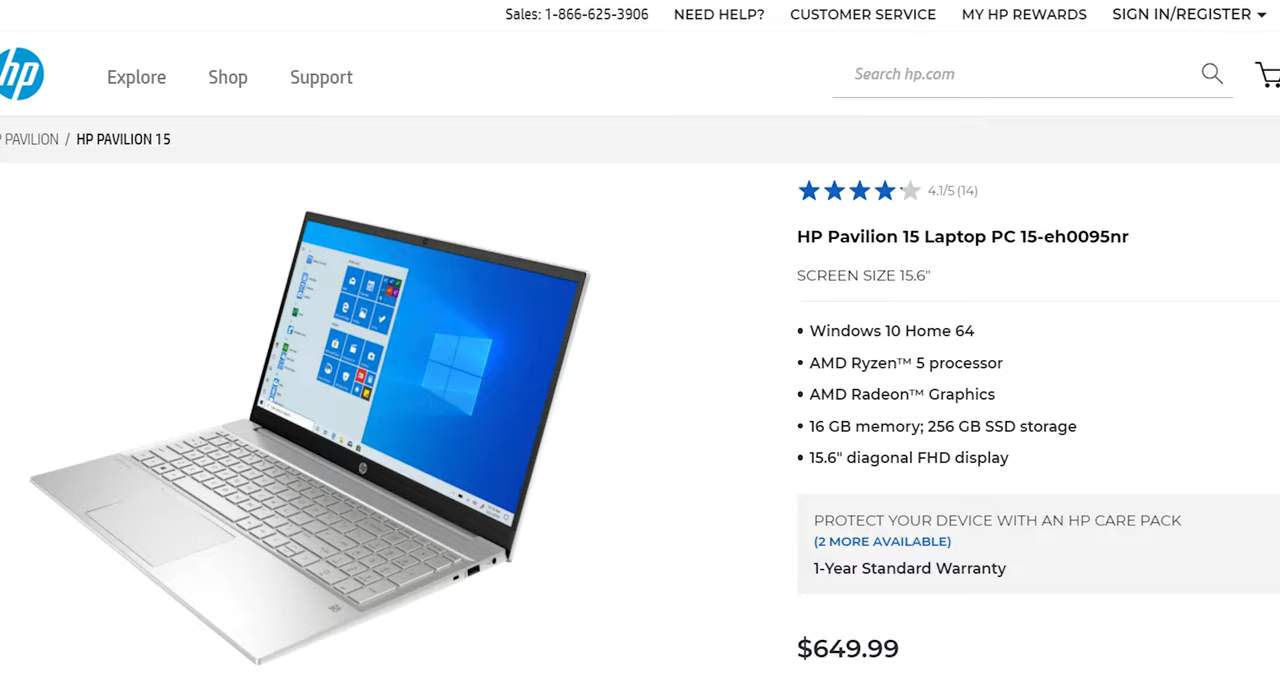 Sales: 1-866-625-3906 NEED HELP? CUSTOMER SERVICE MY HP REWARDS SIGN IN/REGISTER
hp Explore Shop Support Search hp.com
PAVILION / HP PAVILION 15
4.1/5 (14)
HP Pavilion 15 Laptop PC 15-eh0095nr
SCREEN SIZE 15.6"
• Windows 10 Home 64
• AMD Ryzen™ 5 processor
• AMD Radeon™ Graphics
• 16 GB memory; 256 GB SSD storage
• 15.6" diagonal FHD display
PROTECT YOUR DEVICE WITH AN HP CARE PACK
(2 MORE AVAILABLE)
1-Year Standard Warranty
$649.99